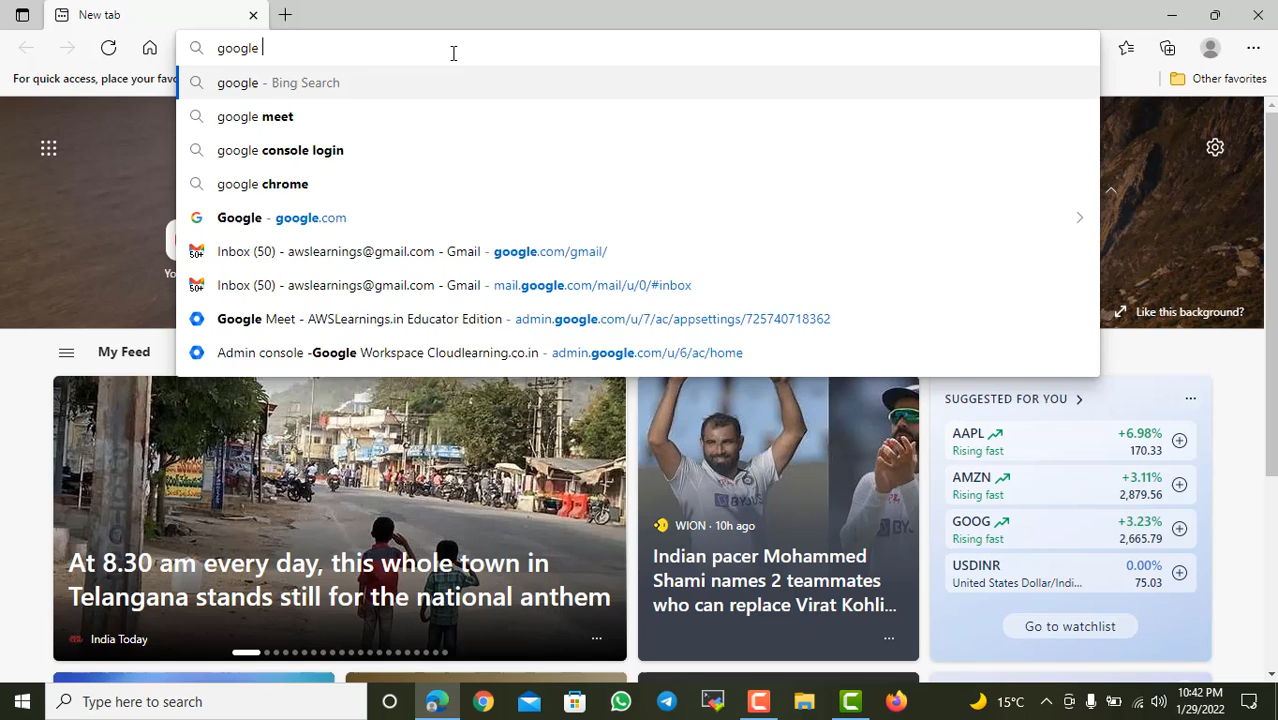 New tab
google
For quick access, place your favo
Other favorites
google - Bing Search
google meet
google console login
google chrome
Google - google.com
Inbox (50) - awslearnings@gmail.com - Gmail - google.com/gmail/
Inbox (50) - awslearnings@gmail.com - Gmail - mail.google.com/mail/u/0/#inbox
Google Meet - AWSLearnings.in Educator Edition - admin.google.com/u/7/ac/appsettings/725740718362
Admin console -Google Workspace Cloudlearning.co.in - admin.google.com/u/6/ac/home
Yo
Like this background?
My Feed
At 8.30 am every day, this whole town in
Telangana stands still for the national anthem
India Today
WION · 10h ago
Indian pacer Mohammed
Shami names 2 teammates
who can replace Virat Kohli...
SUGGESTED FOR YOU
AAPL +6.98%
Rising fast 170.33
AMZN +3.11%
Rising fast 2,879.56
GOOG +3.23%
Rising fast 2,665.79
USDINR 0.00%
United States Dollar/Indi... 75.03
Go to watchlist
Type here to search
15°C
10:42 PM
1/29/2022